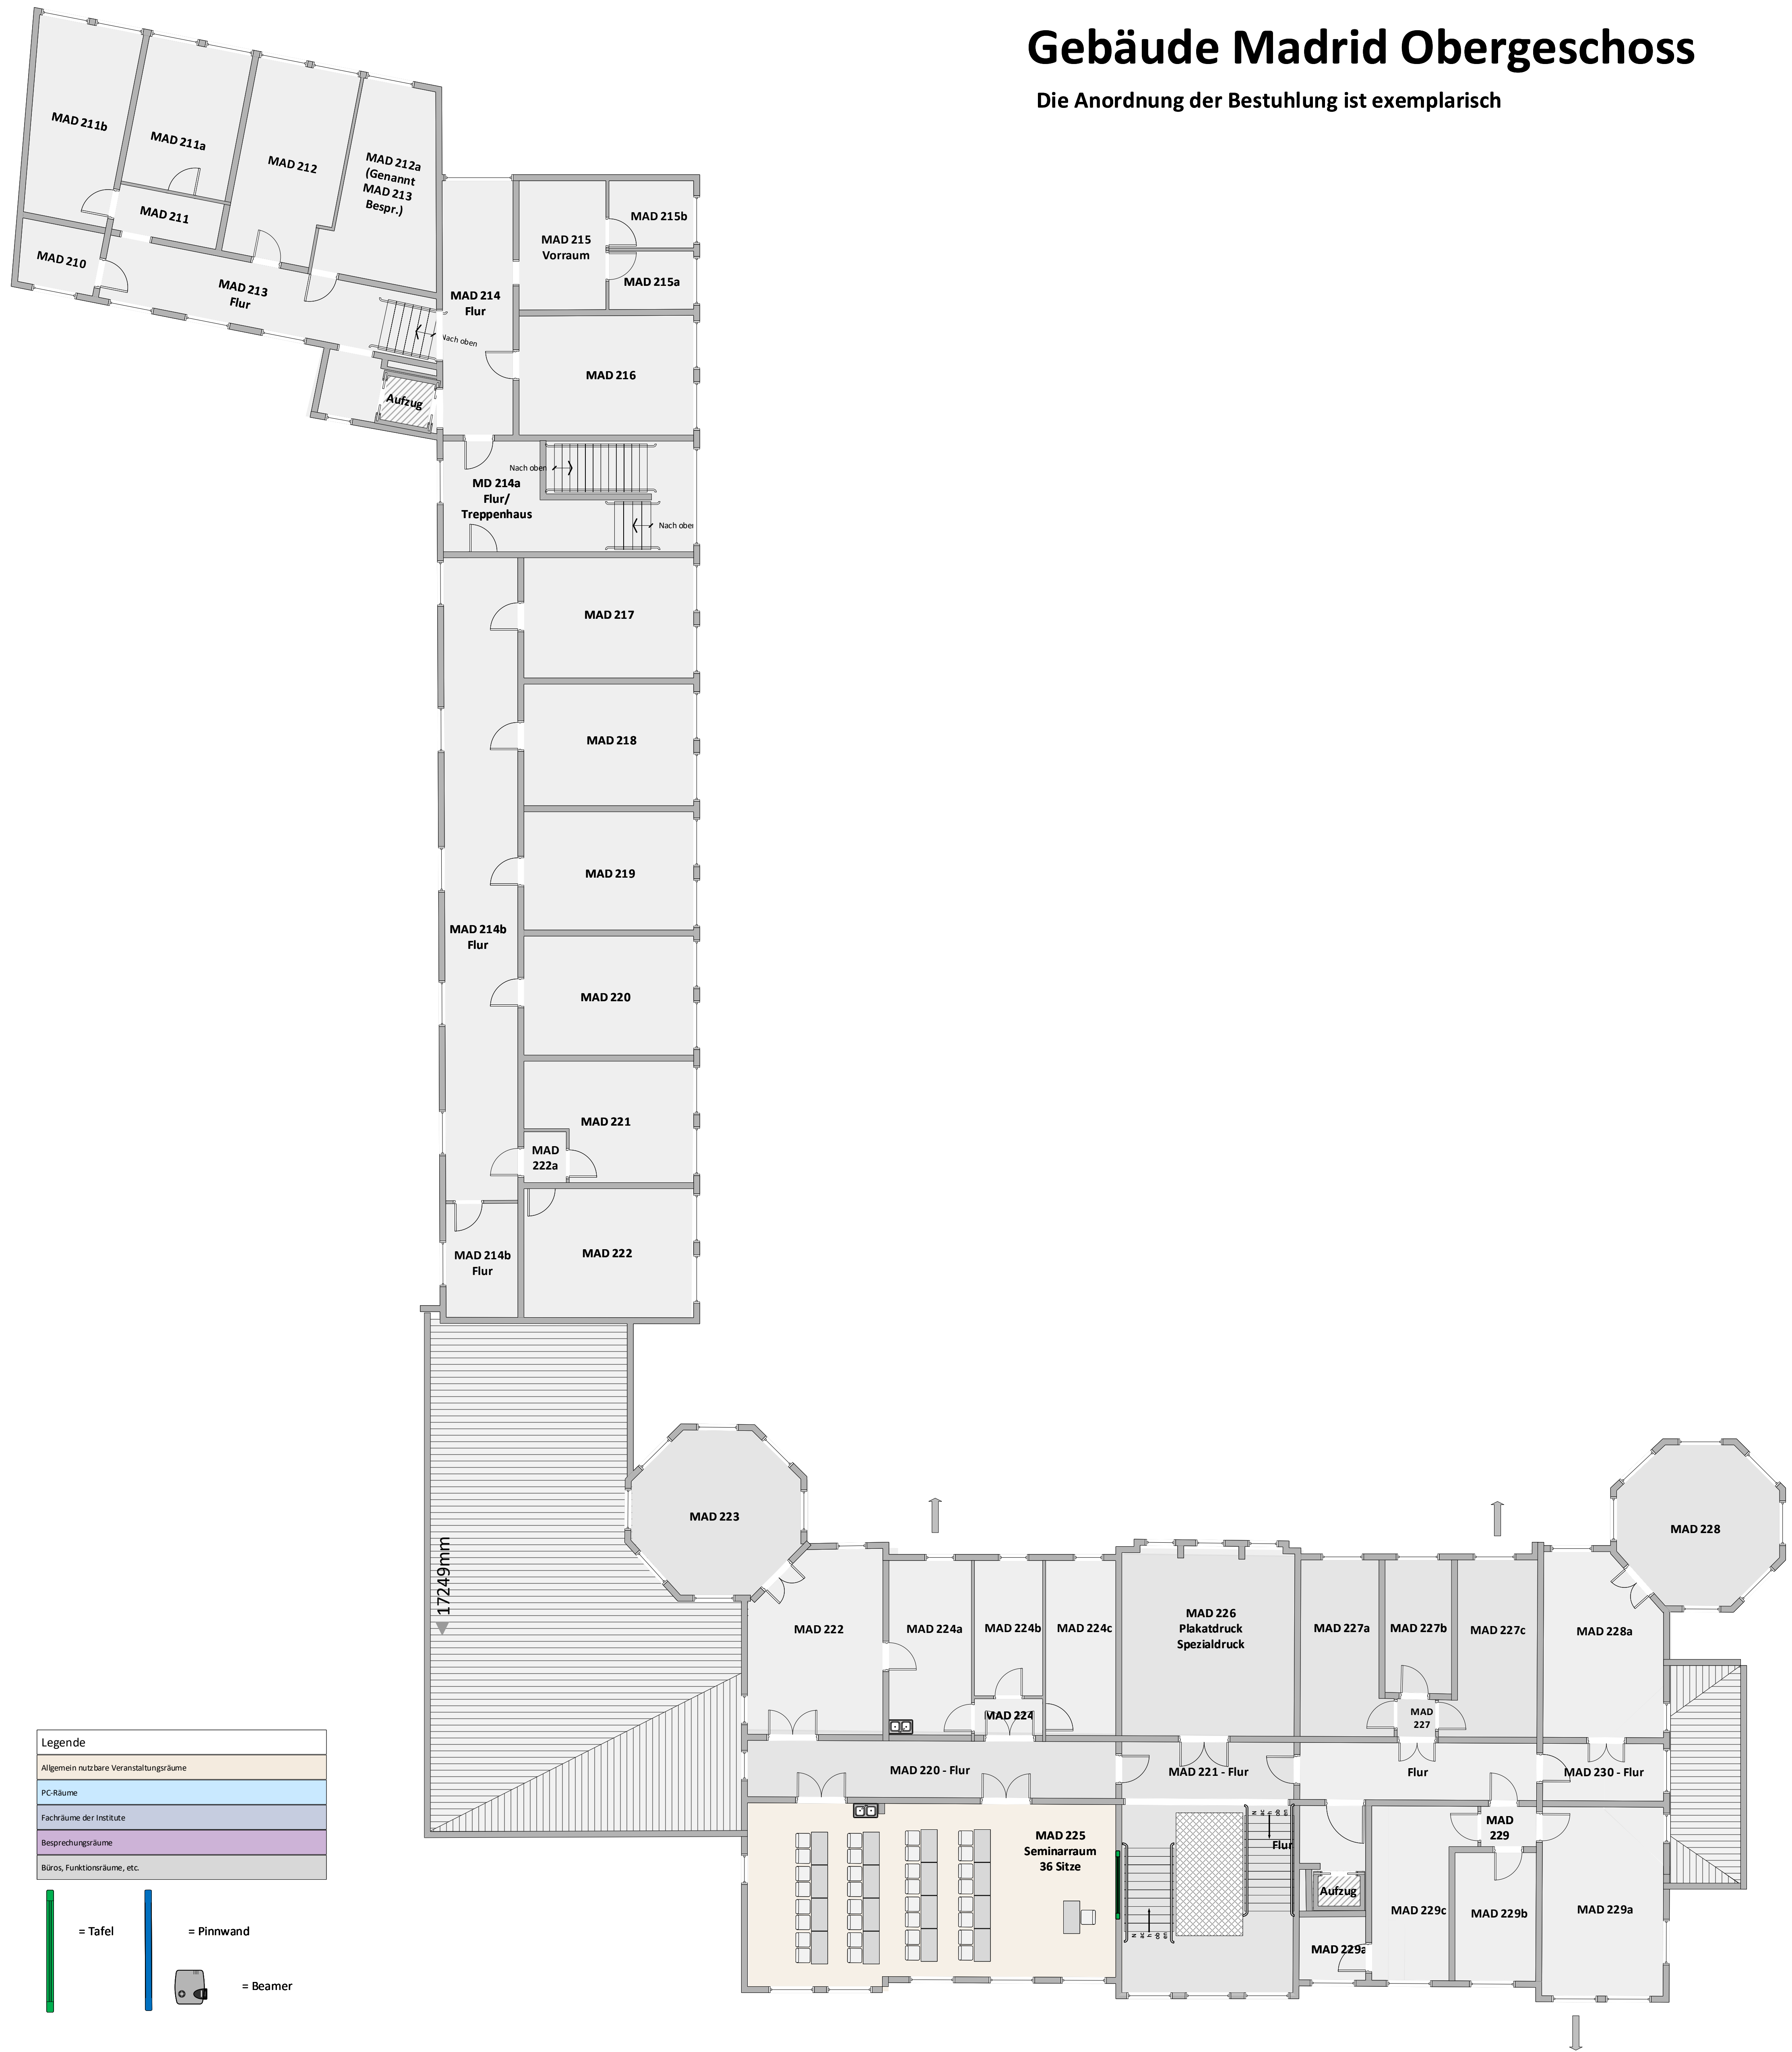 Gebäude Madrid Obergeschoss
Die Anordnung der Bestuhlung ist exemplarisch
MAD 211b
MAD 211a
MAD 212
MAD 212a
(Genannt
MAD 213
Bespr.)
MAD 211
MAD 210
MAD 213
Flur
Nach oben
Aufzug
MAD 214
Flur
MAD 215
Vorraum
MAD 215b
MAD 215a
MAD 216
Nach oben
MD 214a
Flur/
Treppenhaus
Nach oben
MAD 217
MAD 218
MAD 219
MAD 214b
Flur
MAD 220
MAD 221
MAD
222a
MAD 222
MAD 214b
Flur
17249mm
MAD 223
MAD 228
MAD 222
MAD 224a
MAD 224b
MAD 224c
MAD 224
MAD 226
Plakatdruck
Spezialdruck
MAD 227a
MAD 227b
MAD 227c
MAD
227
MAD 228a
MAD 220 - Flur
MAD 221 - Flur
Flur
MAD 230 - Flur
MAD 225
Seminarraum
36 Sitze
Nach oben
Nach oben
Flur
Aufzug
MAD 229a
MAD 229c
MAD
229
MAD 229b
MAD 229a
Legende
Allgemein nutzbare Veranstaltungsräume
PC-Räume
Fachräume der Institute
Besprechungsräume
Büros, Funktionsräume, etc.
= Tafel
= Pinnwand
= Beamer